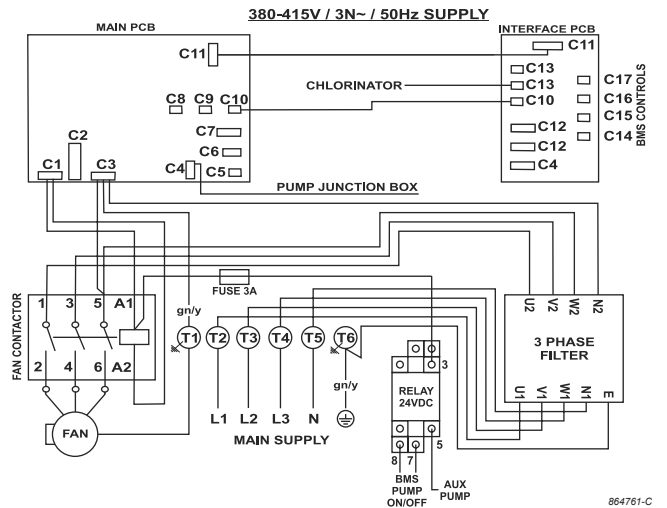 380-415V / 3N~ / 50Hz SUPPLY
MAIN PCB
INTERFACE PCB
C11
C11
C13
CHLORINATOR
C13
C10
C8
C9
C10
C7
C6
C5
C4
C2
C1
C3
C12
C12
C4
C17
C16
C15
C14
BMS CONTROLS
PUMP JUNCTION BOX
FAN CONTACTOR
1
3
5
A1
2
4
6
A2
FUSE 3A
gn/y
T1
T2
T3
T4
T5
T6
gn/y
L1
L2
L3
N
MAIN SUPPLY
FAN
3
RELAY
24VDC
5
8
7
BMS
PUMP
ON/OFF
AUX
PUMP
U2
V2
W2
N2
3 PHASE
FILTER
U1
V1
W1
N1
E
864761-C